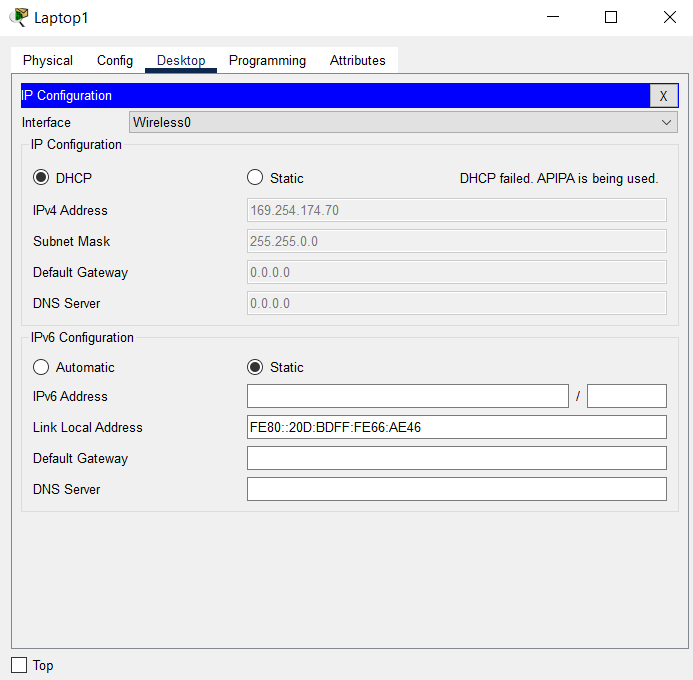 Laptop1
Physical Config Desktop Programming Attributes
IP Configuration X
Interface Wireless0
IP Configuration
DHCP Static DHCP failed. APIPA is being used.
IPv4 Address 169.254.174.70
Subnet Mask 255.255.0.0
Default Gateway 0.0.0.0
DNS Server 0.0.0.0
IPv6 Configuration
Automatic Static
IPv6 Address /
Link Local Address FE80::20D:BDFF:FE66:AE46
Default Gateway
DNS Server
Top